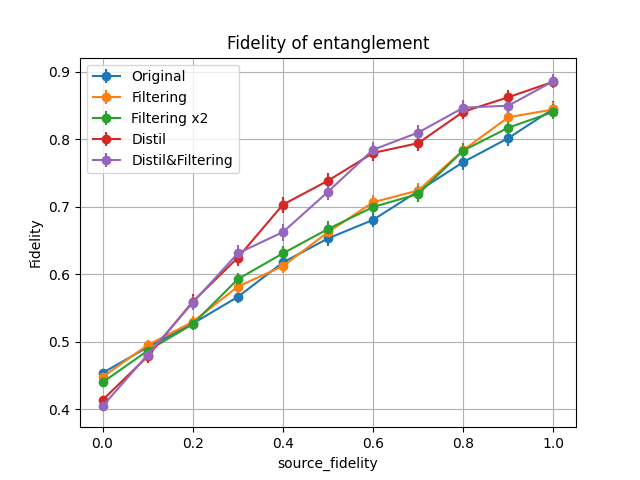 Fidelity of entanglement
Original
Filtering
Filtering x2
Distil
Distil&Filtering
Fidelity
0.9
0.8
0.7
0.6
0.5
0.4
0.0 0.2 0.4 0.6 0.8 1.0
source_fidelity